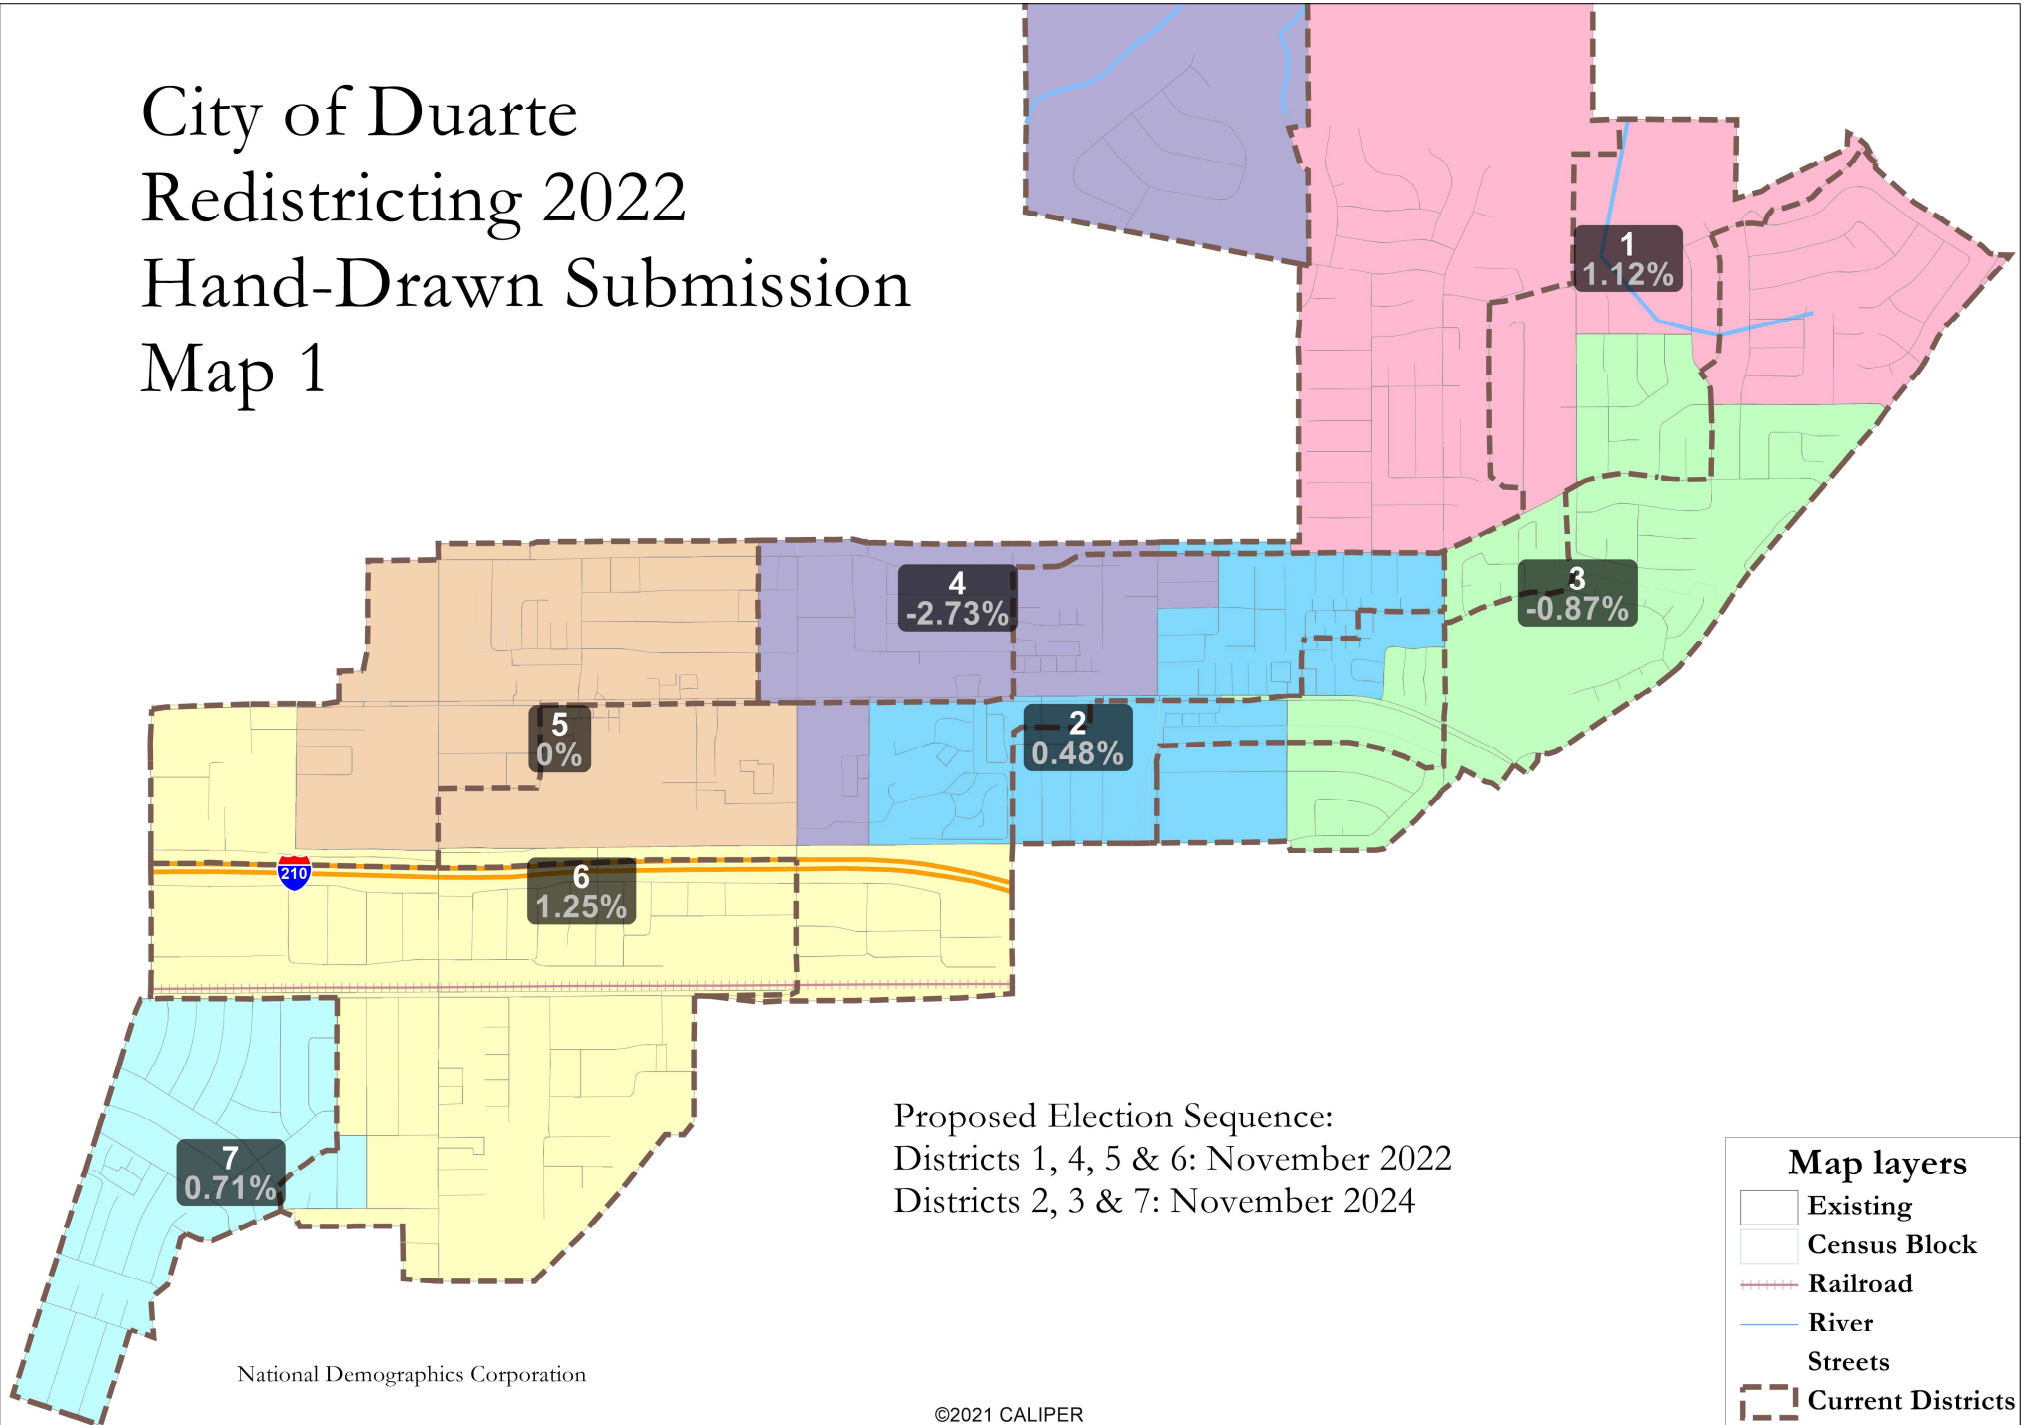 City of Duarte
Redistricting 2022
Hand-Drawn Submission
Map 1
1
1.12%
4
-2.73%
3
-0.87%
5
0%
2
0.48%
210
6
1.25%
7
0.71%
Proposed Election Sequence:
Districts 1, 4, 5 & 6: November 2022
Districts 2, 3 & 7: November 2024
Map layers
Existing
Census Block
Railroad
River
Streets
Current Districts
National Demographics Corporation
©2021 CALIPER